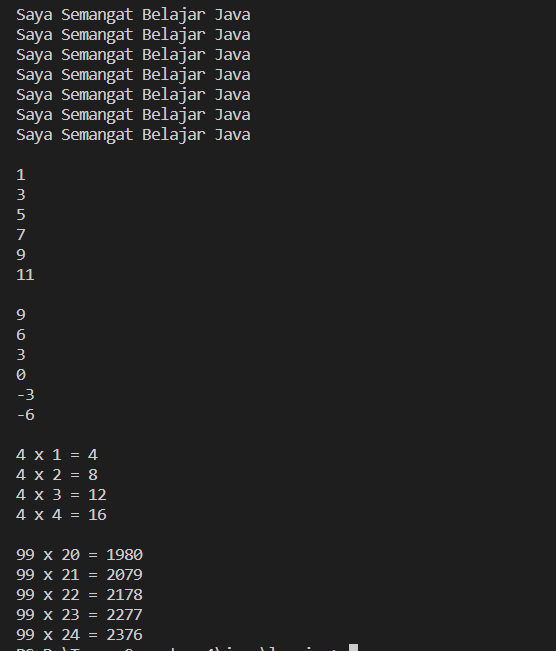 Saya Semangat Belajar Java
Saya Semangat Belajar Java
Saya Semangat Belajar Java
Saya Semangat Belajar Java
Saya Semangat Belajar Java
Saya Semangat Belajar Java
Saya Semangat Belajar Java
1
3
5
7
9
11
9
6
3
0
-3
-6
4 x 1 = 4
4 x 2 = 8
4 x 3 = 12
4 x 4 = 16
99 x 20 = 1980
99 x 21 = 2079
99 x 22 = 2178
99 x 23 = 2277
99 x 24 = 2376